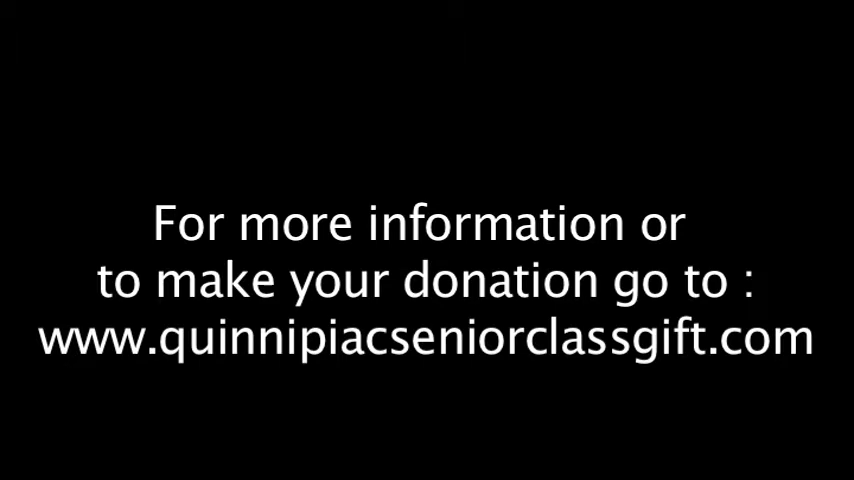 For more information or
to make your donation go to :
www.quinnipiacseniorclassgift.com